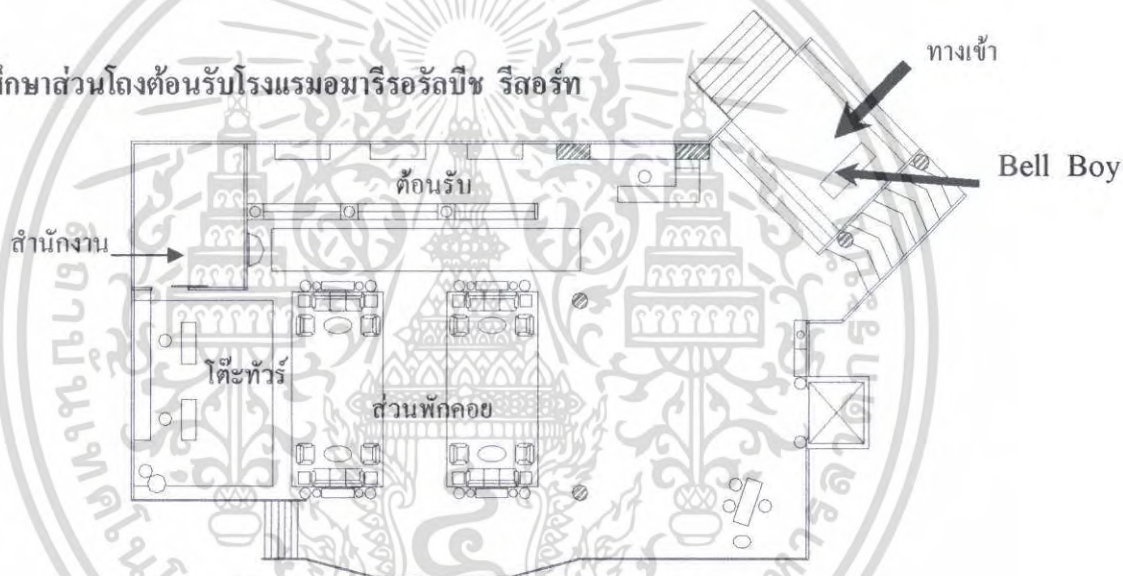 ทางเข้า
ศึกษาส่วนโถงต้อนรับโรงแรมอมารีรอรัลบีช รีสอร์ท
Bell Boy
ต้อนรับ
สำนักงาน
โต๊ะทัวร์
ส่วนพักคอย